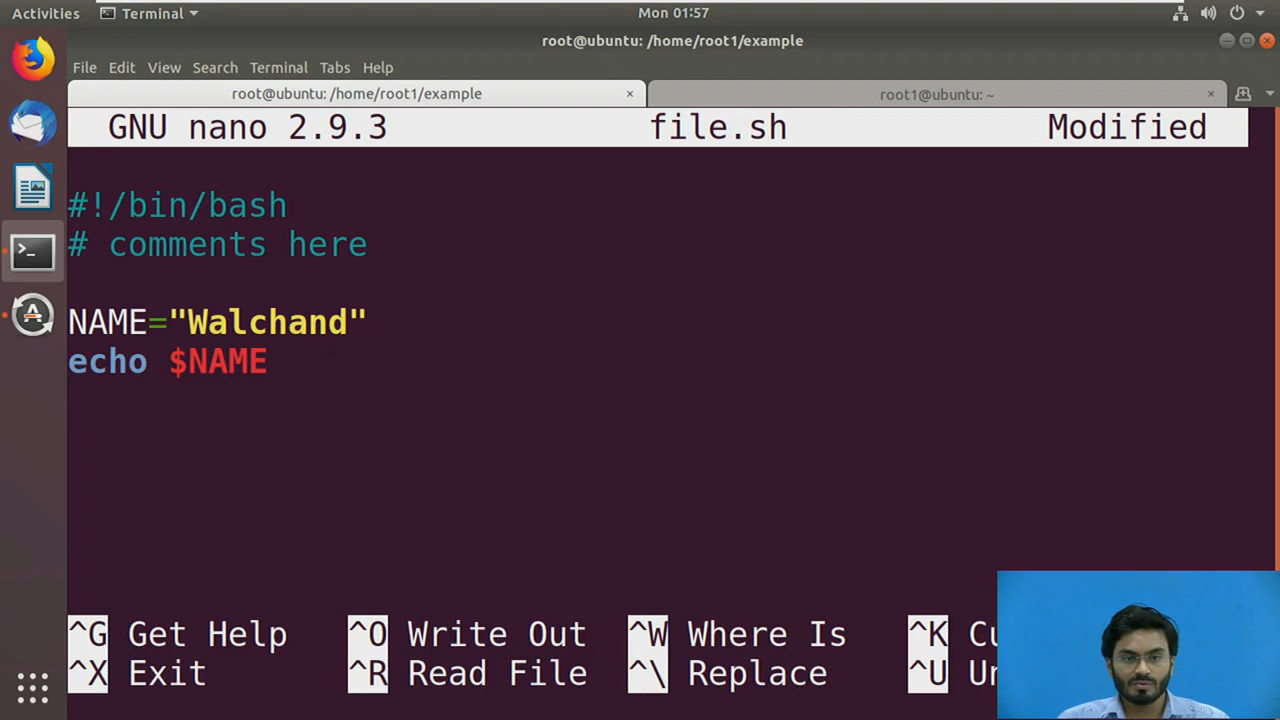 Activities Terminal Mon 01:57
root@ubuntu: /home/root1/example
File Edit View Search Terminal Tabs Help
root@ubuntu: /home/root1/example × root1@ubuntu: ~ ×
GNU nano 2.9.3 file.sh Modified
#!/bin/bash
# comments here
NAME="Walchand"
echo $NAME
^G Get Help ^O Write Out ^W Where Is ^K
^X Exit ^R Read File ^\ Replace ^U